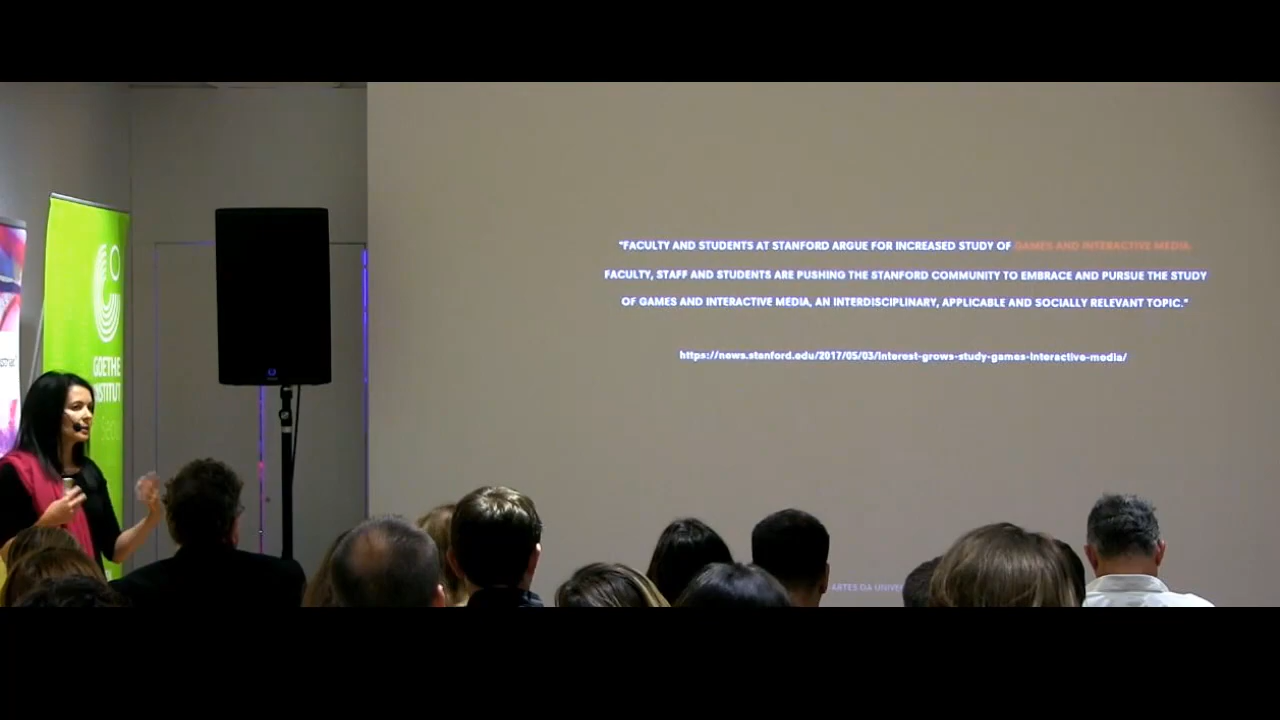 "FACULTY AND STUDENTS AT STANFORD ARGUE FOR INCREASED STUDY OF GAMES AND INTERACTIVE MEDIA
FACULTY, STAFF AND STUDENTS ARE PUSHING THE STANFORD COMMUNITY TO EMBRACE AND PURSUE THE STUDY
OF GAMES AND INTERACTIVE MEDIA, AN INTERDISCIPLINARY, APPLICABLE AND SOCIALLY RELEVANT TOPIC."
https://news.stanford.edu/2017/05/03/interest-grows-study-games-interactive-media/
GOETHE
INSTITUT
ARTES DA